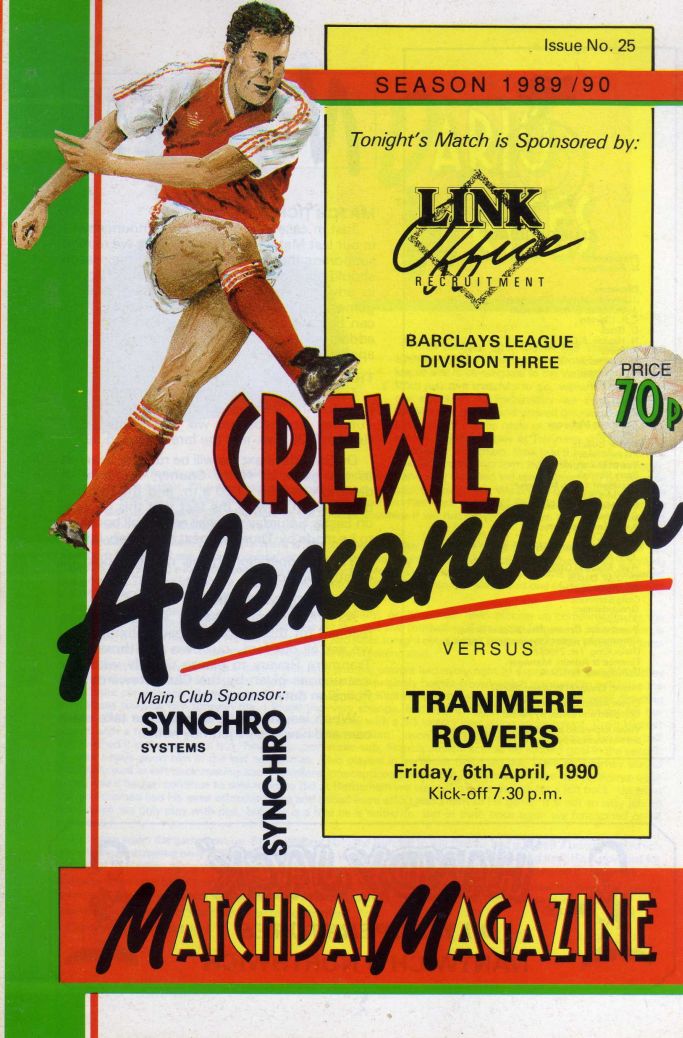 Issue No. 25
SEASON 1989/90
Tonight's Match is Sponsored by:
LINK
Office
RECRUITMENT
BARCLAYS LEAGUE
DIVISION THREE
PRICE
70p
CREWE
Alexandra
VERSUS
Main Club Sponsor:
SYNCHRO
SYSTEMS
SYNCHRO
TRANMERE
ROVERS
Friday, 6th April, 1990
Kick-off 7.30 p.m.
MATCHDAY MAGAZINE